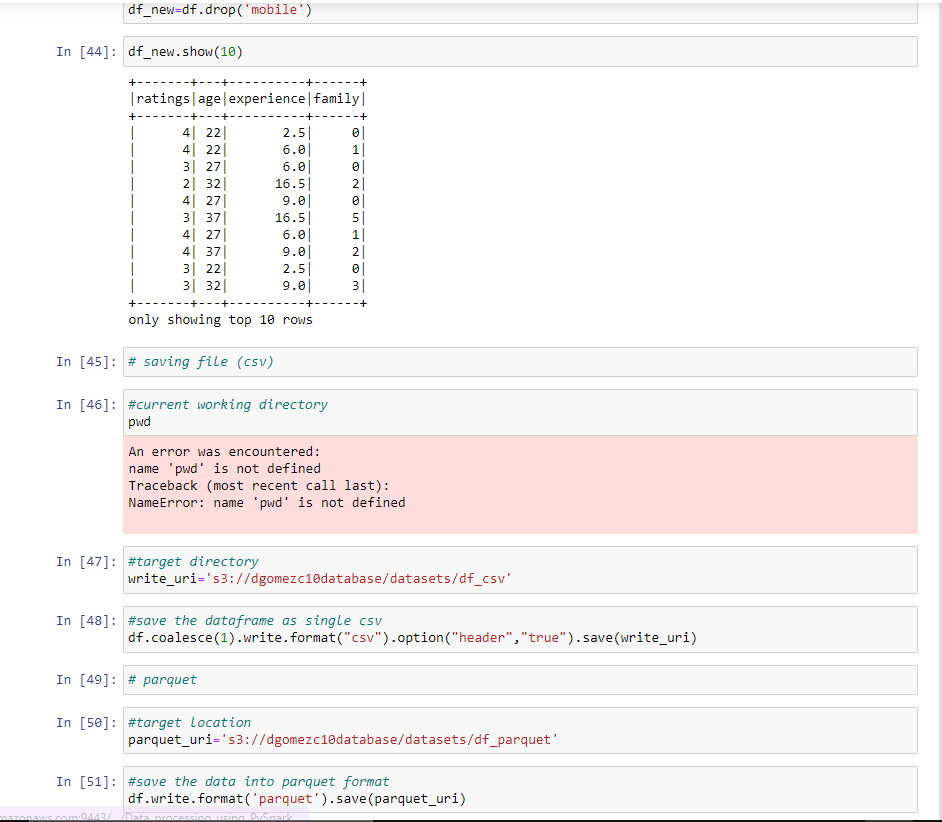 df_new=df.drop('mobile')
In [44]: df_new.show(10)
+-------+---+----------+------+
|ratings|age|experience|family|
+-------+---+----------+------+
|      4| 22|       2.5|     0|
|      4| 22|       6.0|     1|
|      3| 27|       6.0|     0|
|      2| 32|      16.5|     2|
|      4| 27|       9.0|     0|
|      3| 37|      16.5|     5|
|      4| 27|       6.0|     1|
|      4| 37|       9.0|     2|
|      3| 22|       2.5|     0|
|      3| 32|       9.0|     3|
+-------+---+----------+------+
only showing top 10 rows
In [45]: # saving file (csv)
In [46]: #current working directory
pwd
An error was encountered:
name 'pwd' is not defined
Traceback (most recent call last):
NameError: name 'pwd' is not defined
In [47]: #target directory
write_uri='s3://dgomezc10database/datasets/df_csv'
In [48]: #save the dataframe as single csv
df.coalesce(1).write.format("csv").option("header","true").save(write_uri)
In [49]: # parquet
In [50]: #target location
parquet_uri='s3://dgomezc10database/datasets/df_parquet'
In [51]: #save the data into parquet format
df.write.format('parquet').save(parquet_uri)
mazonaws.com:9443/.../Data_processing_using_PySpark